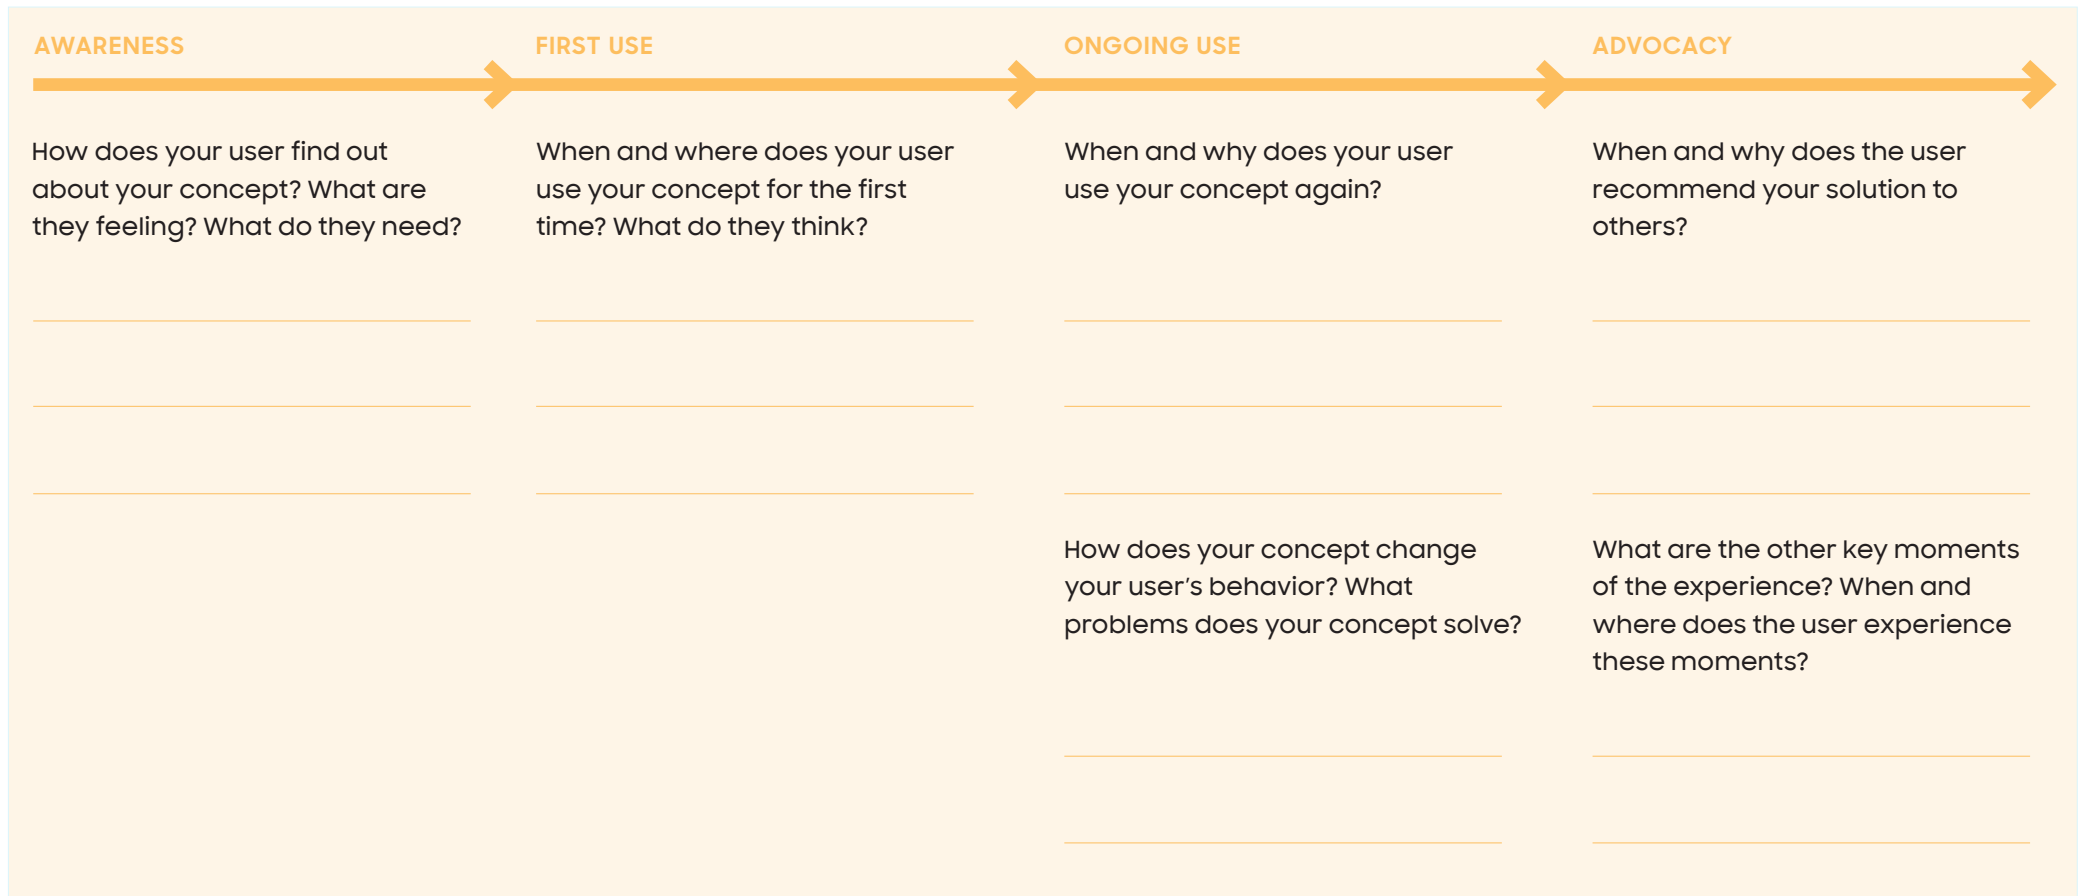 AWARENESS
How does your user find out
about your concept? What are
they feeling? What do they need?
FIRST USE
When and where does your user
use your concept for the first
time? What do they think?
ONGOING USE
When and why does your user
use your concept again?
How does your concept change
your user’s behavior? What
problems does your concept solve?
ADVOCACY
When and why does the user
recommend your solution to
others?
What are the other key moments
of the experience? When and
where does the user experience
these moments?